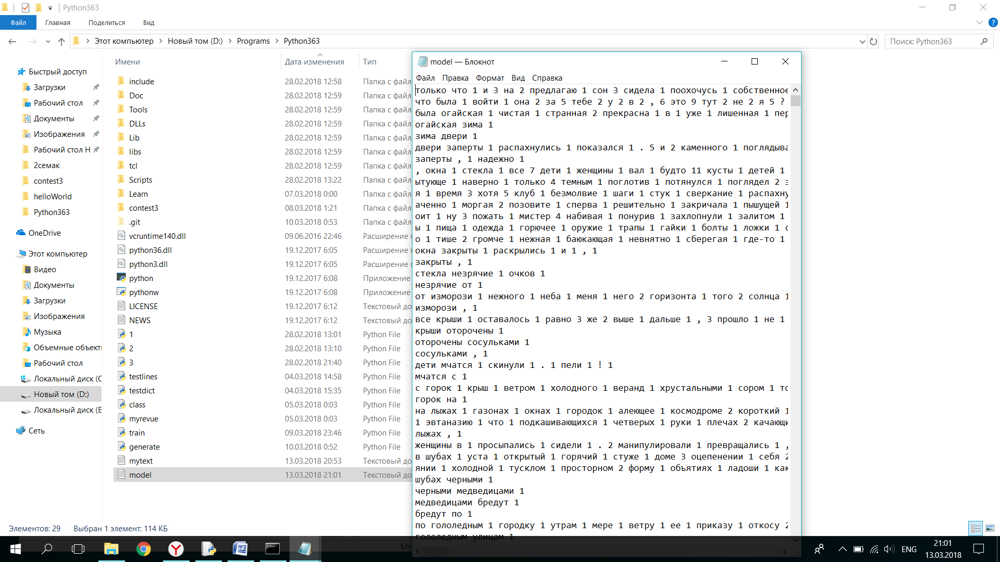 Python363
Файл Главная Поделиться Вид
Этот компьютер Новый том (D:) Programs Python363
Поиск: Python363
Быстрый доступ
Загрузки
Рабочий стол
Документы
Изображения
Рабочий стол Н
2семак
contest3
helloWorld
Python363
OneDrive
Этот компьютер
Видео
Документы
Загрузки
Изображения
Музыка
Объемные объект
Рабочий стол
Локальный диск (C
Новый том (D:)
Локальный диск (E
Сеть
Имени Дата изменения Тип
include 28.02.2018 12:58 Папка с файл
Doc 28.02.2018 12:59 Папка с файл
Tools 28.02.2018 12:59 Папка с файл
DLLs 28.02.2018 12:59 Папка с файл
Lib 28.02.2018 12:59 Папка с файл
libs 28.02.2018 12:59 Папка с файл
tcl 28.02.2018 12:59 Папка с файл
Scripts 28.02.2018 13:22 Папка с файл
Learn 07.03.2018 0:00 Папка с файл
contest3 08.03.2018 1:21 Папка с файл
.git 10.03.2018 0:53 Папка с файл
vcruntime140.dll 09.06.2016 22:46 Расширение
python36.dll 19.12.2017 6:05 Расширение
python3.dll 19.12.2017 6:05 Расширение
python 19.12.2017 6:08 Приложение
pythonw 19.12.2017 6:08 Приложение
LICENSE 19.12.2017 6:12 Текстовый до
NEWS 19.12.2017 6:12 Текстовый до
1 28.02.2018 13:01 Python File
2 28.02.2018 13:10 Python File
3 28.02.2018 21:40 Python File
testlines 04.03.2018 14:58 Python File
testdict 04.03.2018 15:35 Python File
class 05.03.2018 0:03 Python File
myrevue 05.03.2018 0:03 Python File
train 09.03.2018 23:46 Python File
generate 10.03.2018 0:52 Python File
mytext 13.03.2018 20:53 Текстовый до
model 13.03.2018 21:01 Текстовый до
model — Блокнот
Файл Правка Формат Вид Справка
только что 1 и 3 на 2 предлагаю 1 сон 3 сидела 1 поохочусь 1 собственное
что была 1 войти 1 она 2 за 5 тебе 2 у 2 в 2 , 6 это 9 тут 2 не 2 я 5 ?
была огайская 1 чистая 1 странная 2 прекрасна 1 в 1 уже 1 лишенная 1 пер
огайская зима 1
зима двери 1
двери заперты 1 распахнулись 1 показался 1 . 5 и 2 каменного 1 поглядыва
заперты , 1 надежно 1
, окна 1 стекла 1 все 7 дети 1 женщины 1 вал 1 будто 11 кусты 1 детей 1
ытующе 1 наверно 1 только 4 темным 1 поглотив 1 потянулся 1 поглядел 2 з
я 1 время 3 хотя 5 клуб 1 безмолвие 1 шаги 1 стук 1 сверкание 1 распахну
аченно 1 моргая 2 позовите 1 сперва 1 решительно 1 закричала 1 пышущей 1
оит 1 ну 3 пожать 1 мистер 4 набивая 1 понурив 1 захлопнули 1 залитом 1
ы 1 пища 1 одежда 1 горючее 1 оружие 1 трапы 1 гайки 1 болты 1 ложки 1 с
о 1 тише 2 громче 1 нежная 1 баюкающая 1 невнятно 1 сберегая 1 где-то 1
окна закрыты 1 раскрылись 1 и 1 , 1
закрыты , 1
стекла незрячие 1 очков 1
незрячие от 1
от изморози 1 нежного 1 неба 1 меня 1 него 2 горизонта 1 того 2 солнца 1
изморози , 1
все крыши 1 оставалось 1 равно 3 же 2 выше 1 дальше 1 , 3 прошло 1 не 1
крыши оторочены 1
оторочены сосульками 1
сосульками , 1
дети мчатся 1 скинули 1 . 1 пели 1 ! 1
мчатся с 1
с горок 1 крыш 1 ветром 1 холодного 1 веранд 1 хрустальными 1 сором 1 то
горок на 1
на лыжах 1 газонах 1 окнах 1 городок 1 алеющее 1 космодроме 2 короткий 1
1 эвтаназию 1 что 1 подкашивающихся 1 четверых 1 руки 1 плечах 2 качающи
лыжах , 1
женщины в 1 просыпались 1 сидели 1 . 2 манипулировали 1 превращались 1 ,
в шубах 1 уста 1 открытый 1 горячий 1 стуже 1 доме 3 оцепенении 1 себя 2
янии 1 холодной 1 тусклом 1 просторном 2 форму 1 объятиях 1 ладоши 1 как
шубах черными 1
черными медведицами 1
медведицами бредут 1
бредут по 1
по гололедным 1 городку 1 утрам 1 мере 1 ветру 1 ее 1 приказу 1 откосу 2
гололедным улицам 1
Элементов: 29 Выбран 1 элемент: 114 КБ
Ln:
ENG
21:01
13.03.2018